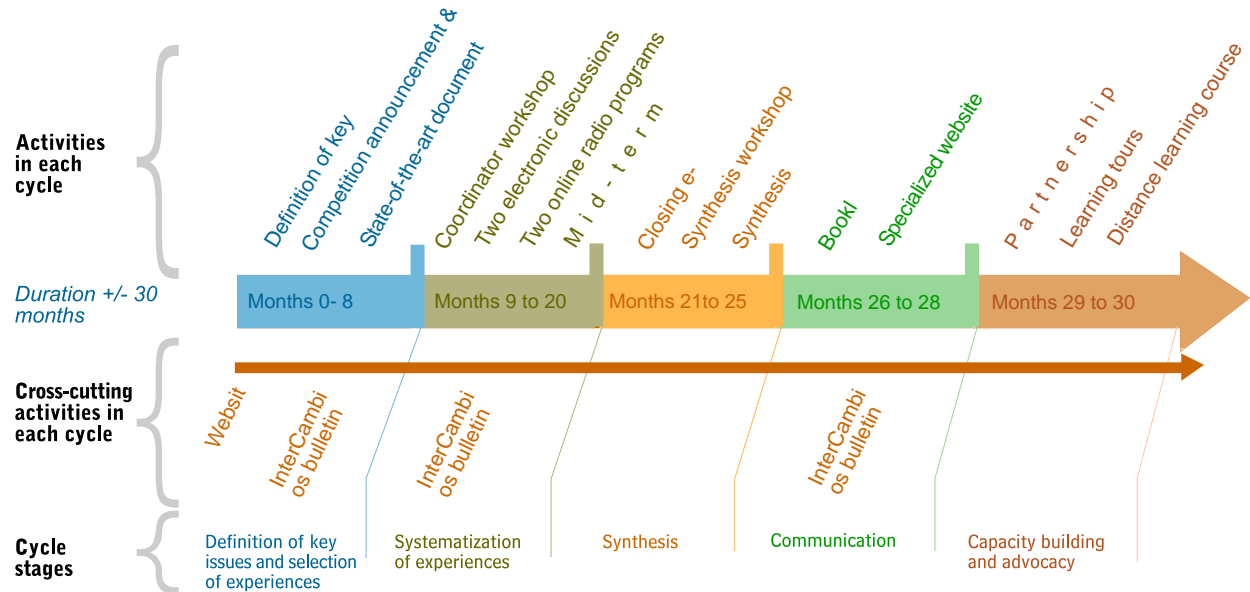 Activities
in each
cycle
Definition of key
Competition announcement &
State-of-the-art document
Coordinator workshop
Two electronic discussions
Two online radio programs
Mid-term
Closing e-
Synthesis workshop
Synthesis
Bookl
Specialized website
Partnership
Learning tours
Distance learning course
Duration +/- 30
months
Months 0- 8
Months 9 to 20
Months 21to 25
Months 26 to 28
Months 29 to 30
Cross-cutting
activities in
each cycle
Websit
InterCambi
os bulletin
InterCambi
os bulletin
InterCambi
os bulletin
Cycle
stages
Definition of key
issues and selection
of experiences
Systematization
of experiences
Synthesis
Communication
Capacity building
and advocacy